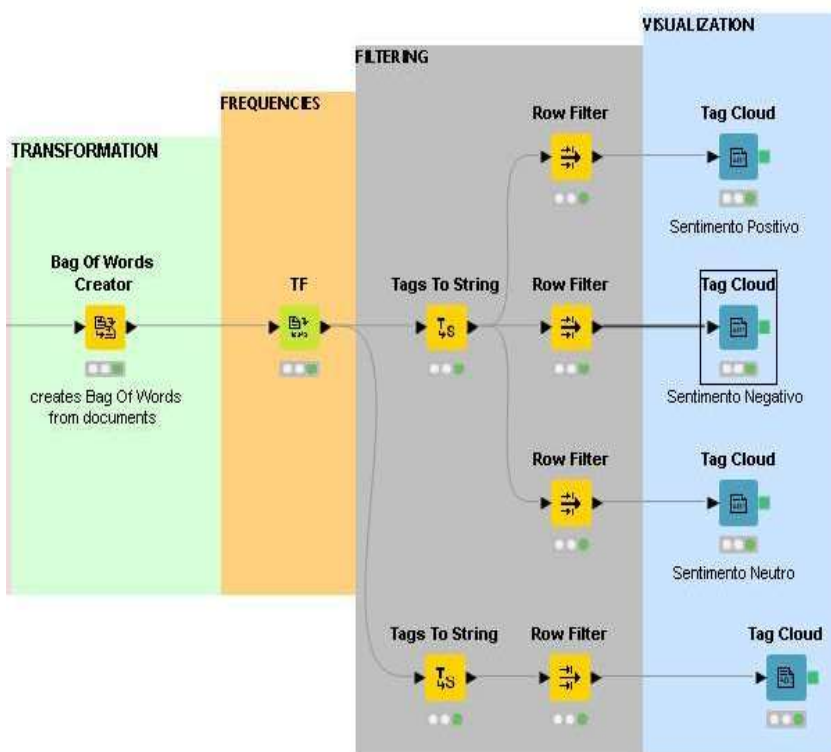 VISUALIZATION
FILTERING
FREQUENCIES
TRANSFORMATION
Row Filter
Tag Cloud
Sentimento Positivo
Bag Of Words
Creator
TF
Tags To String
Row Filter
Tag Cloud
creates Bag Of Words
from documents
Sentimento Negativo
Row Filter
Tag Cloud
Sentimento Neutro
Tags To String
Row Filter
Tag Cloud